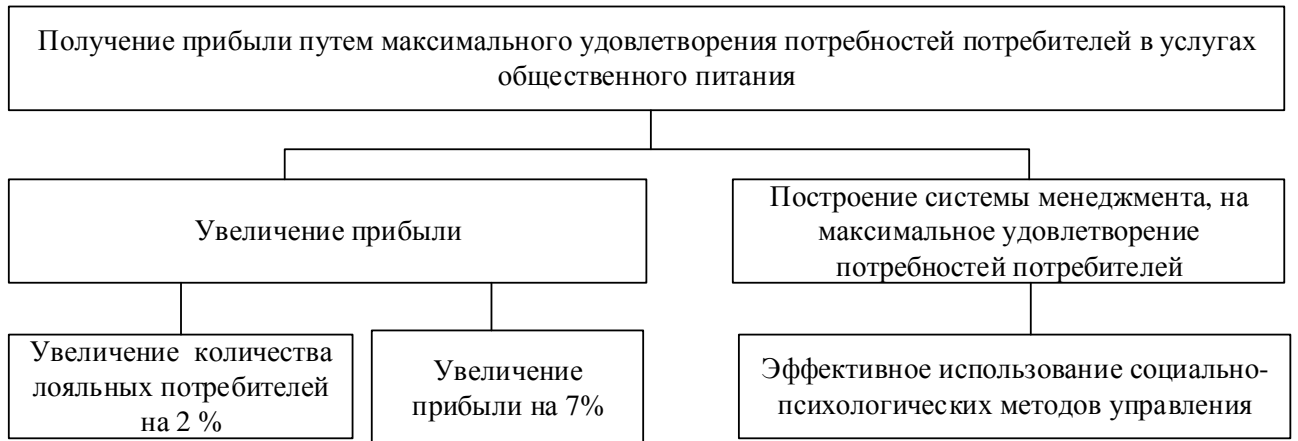 Получение прибыли путем максимального удовлетворения потребностей потребителей в услугах
общественного питания
Увеличение прибыли
Построение системы менеджмента, на
максимальное удовлетворение
потребностей потребителей
Увеличение количества
лояльных потребителей
на 2 %
Увеличение
прибыли на 7%
Эффективное использование социально-
психологических методов управления